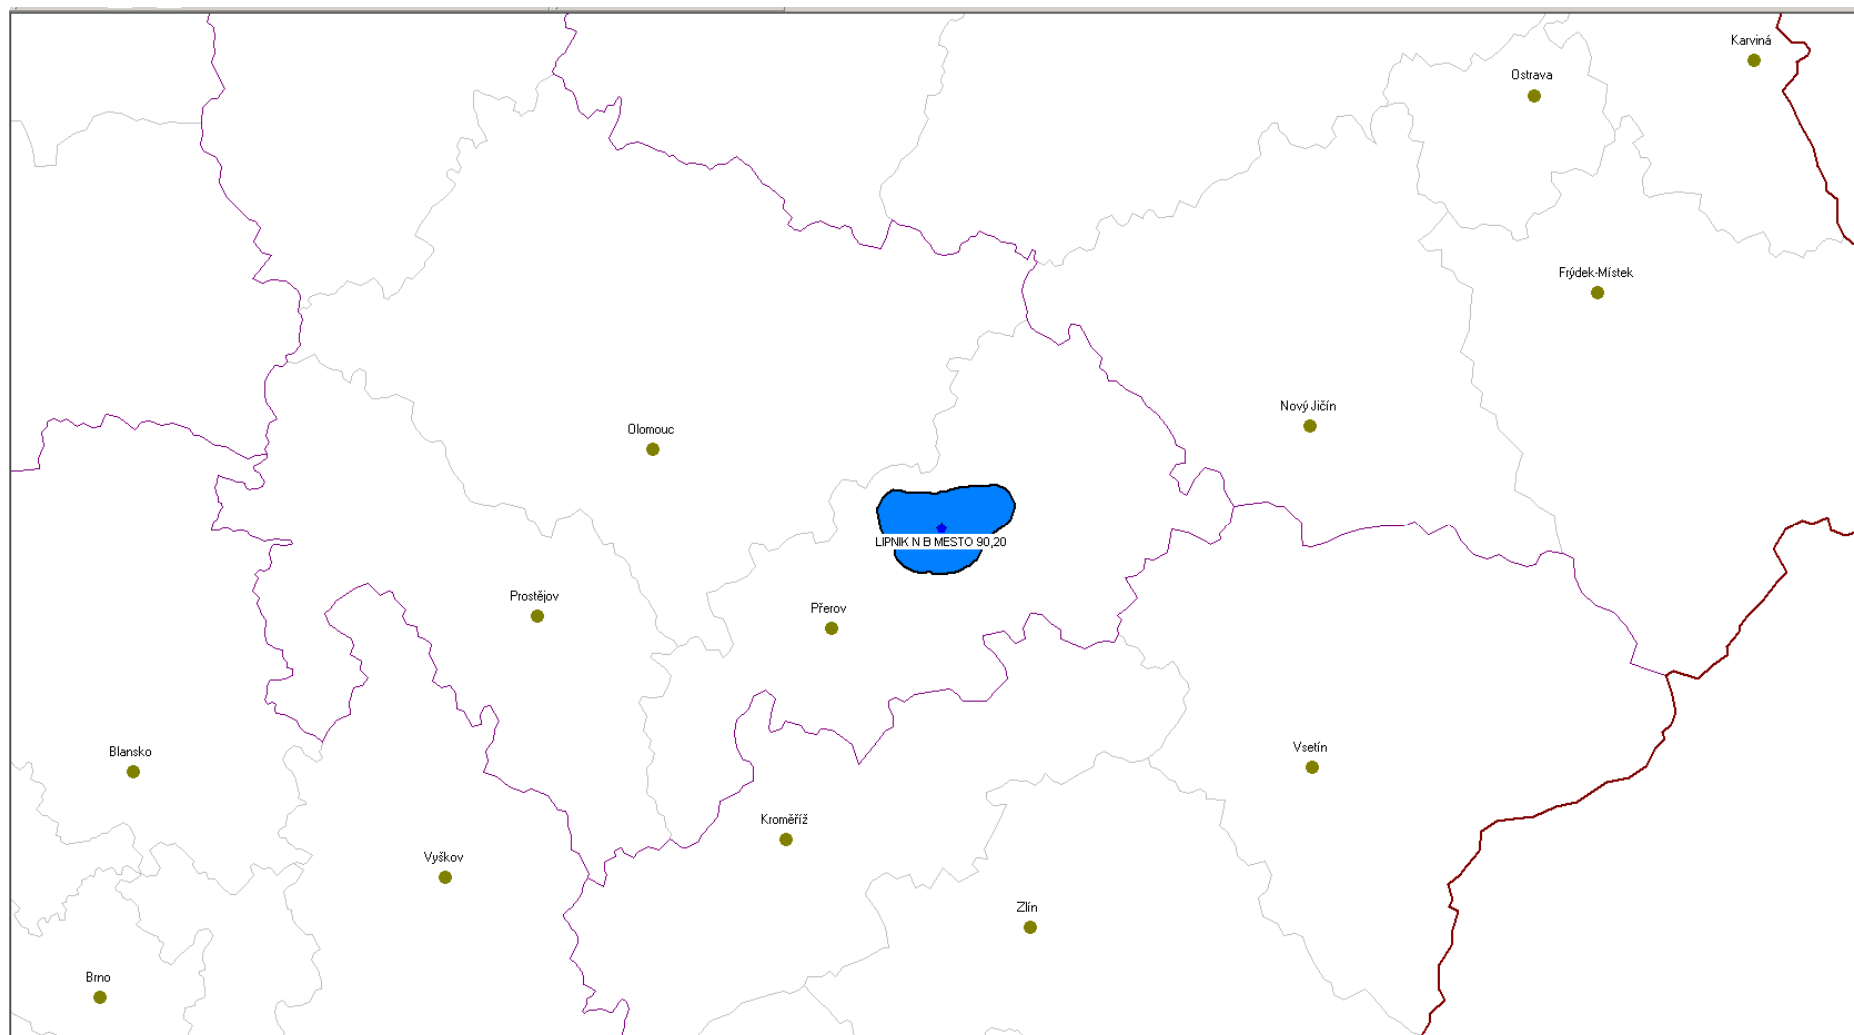 Karviná
Ostrava
Frýdek-Místek
Nový Jičín
Olomouc
LIPNIK N B MESTO 90,20
Prostějov
Přerov
Blansko
Vsetín
Kroměříž
Vyškov
Zlín
Brno